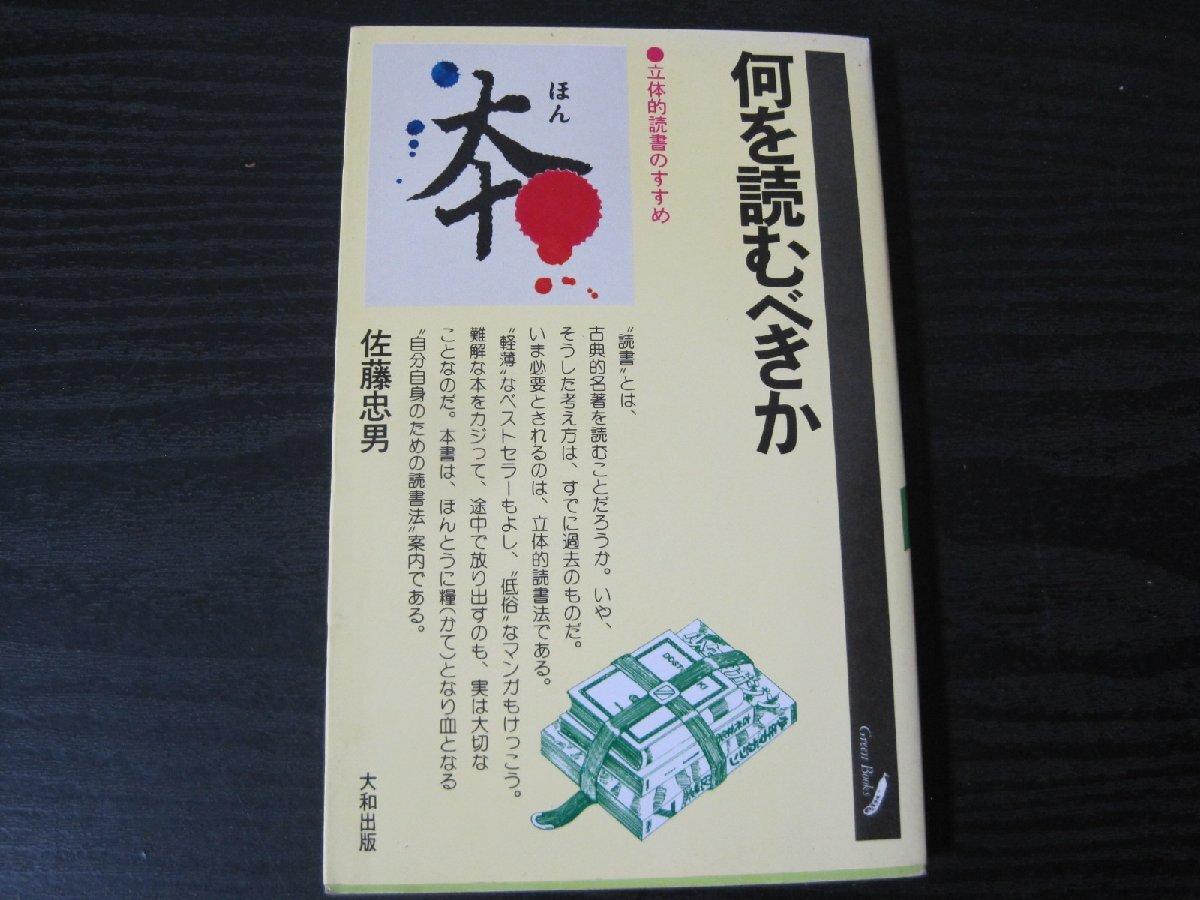 何を読むべきか
●立体的読書のすすめ
本
ほん
“読書”とは、
古典的名著を読むことだろうか。いや、
そうした考え方は、すでに過去のものだ。
いま必要とされるのは、立体的読書法である。
“軽薄”なベストセラーもよし、“低俗”なマンガもけっこう。
難解な本をカジって、途中で放り出すのも、実は大切な
ことなのだ。本書は、ほんとうに糧(かて)となり血となる
“自分自身のための読書法”案内である。
佐藤忠男
大和出版
Green Books